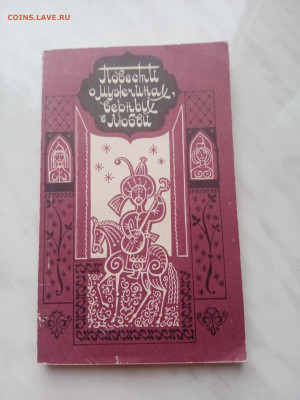 COINS.LAVE.RU
Повести
о мужчинах,
верных
в любви